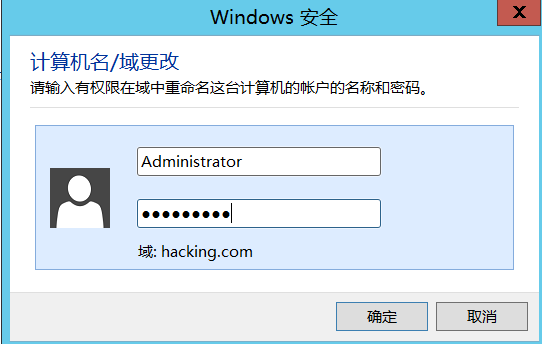 Windows 安全
计算机名/域更改
请输入有权限在域中重命名这台计算机的帐户的名称和密码。
Administrator
●●●●●●●●●
域: hacking.com
确定
取消